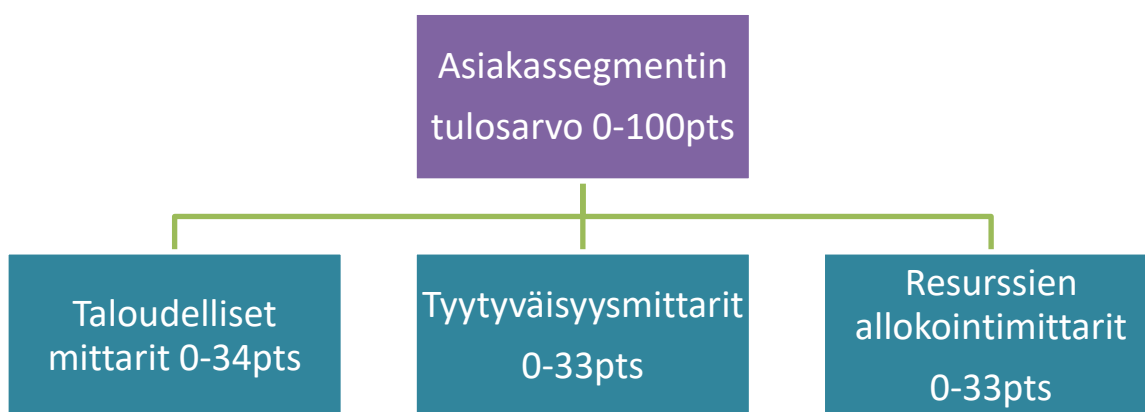 Asiakassegmentin
tulosarvo 0-100pts
Taloudelliset
mittarit 0-34pts
Tyytyväisyysmittarit
0-33pts
Resurssien
allokointimittarit
0-33pts